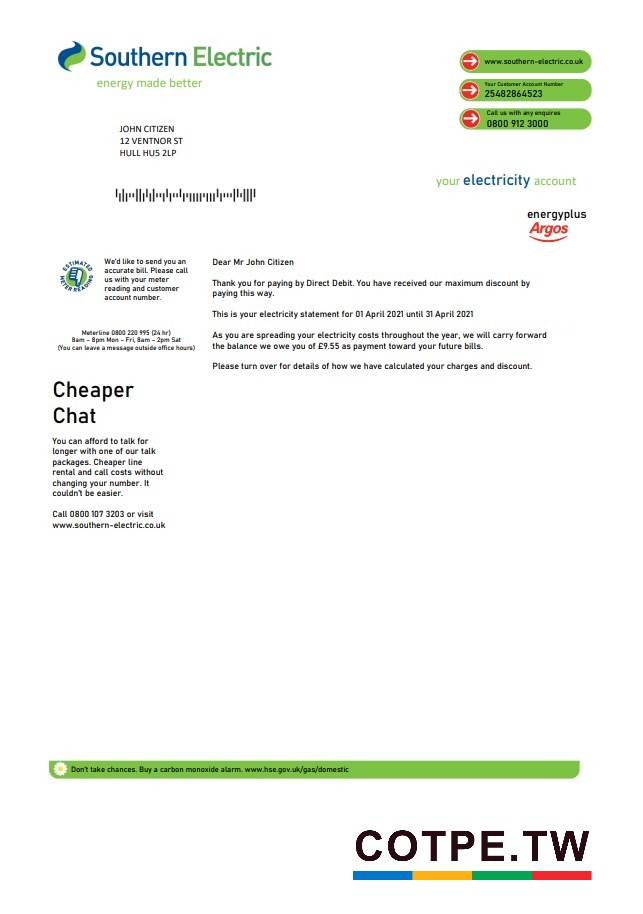 Southern Electric
energy made better
www.southern-electric.co.uk
Your Customer Account Number
25482864523
Call us with any enquires
0800 912 3000
JOHN CITIZEN
12 VENTNOR ST
HULL HU5 2LP
your electricity account
energyplus
Argos
ESTIMATED
METER READING
We'd like to send you an
accurate bill. Please call
us with your meter
reading and customer
account number.
Meterline 0800 220 995 (24 hr)
8am – 8pm Mon – Fri, 8am – 2pm Sat
(You can leave a message outside office hours)
Dear Mr John Citizen
Thank you for paying by Direct Debit. You have received our maximum discount by
paying this way.
This is your electricity statement for 01 April 2021 until 31 April 2021
As you are spreading your electricity costs throughout the year, we will carry forward
the balance we owe you of £9.55 as payment toward your future bills.
Please turn over for details of how we have calculated your charges and discount.
Cheaper
Chat
You can afford to talk for
longer with one of our talk
packages. Cheaper line
rental and call costs without
changing your number. It
couldn't be easier.
Call 0800 107 3203 or visit
www.southern-electric.co.uk
Don't take chances. Buy a carbon monoxide alarm. www.hse.gov.uk/gas/domestic
COTPE.TW